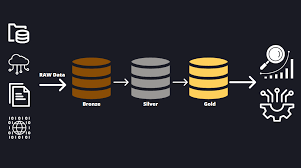 RAW Data
Bronze
Silver
Gold